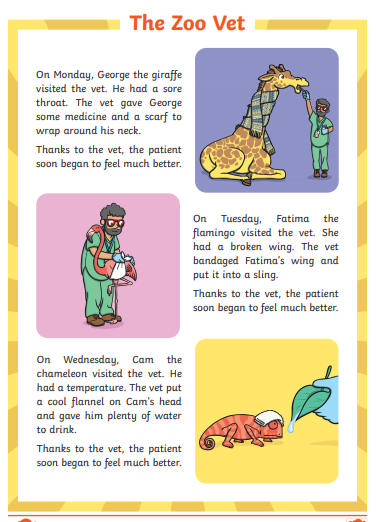 The Zoo Vet
On Monday, George the giraffe
visited the vet. He had a sore
throat. The vet gave George
some medicine and a scarf to
wrap around his neck.
Thanks to the vet, the patient
soon began to feel much better.
On Tuesday, Fatima the
flamingo visited the vet. She
had a broken wing. The vet
bandaged Fatima's wing and
put it into a sling.
Thanks to the vet, the patient
soon began to feel much better.
On Wednesday, Cam the
chameleon visited the vet. He
had a temperature. The vet put
a cool flannel on Cam's head
and gave him plenty of water
to drink.
Thanks to the vet, the patient
soon began to feel much better.